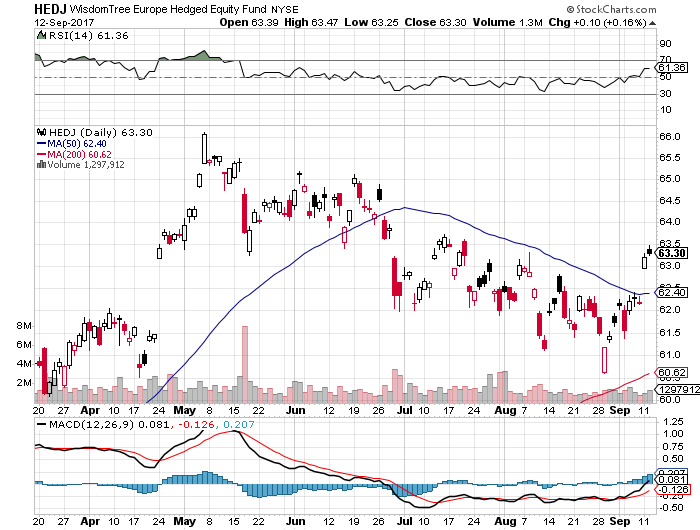 HEDJ WisdomTree Europe Hedged Equity Fund NYSE © StockCharts.com
12-Sep-2017 Open 63.39 High 63.47 Low 63.25 Close 63.30 Volume 1.3M Chg +0.10 (+0.16%)
RSI(14) 61.36
90
70
61.36
50
30
10
HEDJ (Daily) 63.30
MA(50) 62.40
MA(200) 60.62
Volume 1,297,912
66.0
65.5
65.0
64.5
64.0
63.5
63.30
63.0
62.40
62.0
61.5
61.0
60.62
60.0
1297912
8M
6M
4M
2M
20 27 Apr 10 17 24 May 8 15 22 Jun 12 19 26 Jul 10 17 24 Aug 7 14 21 28 Sep 11
MACD(12,26,9) 0.081, -0.126, 0.207
1.25
1.00
0.75
0.50
0.207
0.081
-0.126
-0.25
-0.50
20 27 Apr 10 17 24 May 8 15 22 Jun 12 19 26 Jul 10 17 24 Aug 7 14 21 28 Sep 11